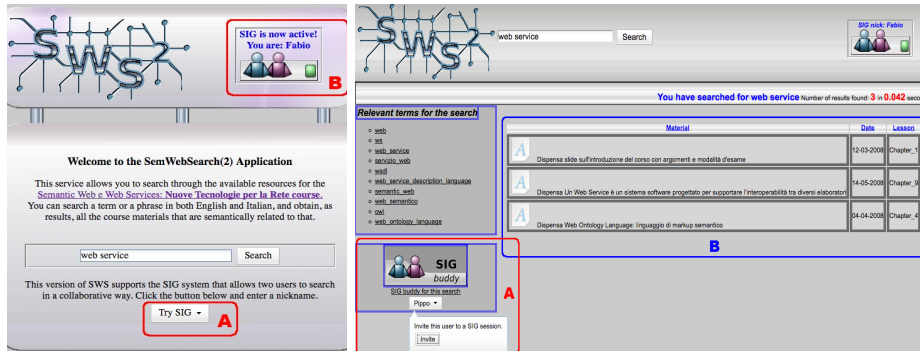 SWS2
SIG is now active!
You are: Fabio
B
Welcome to the SemWebSearch(2) Application
This service allows you to search through the available resources for the
Semantic Web e Web Services: Nuove Tecnologie per la Rete course.
You can search a term or a phrase in both English and Italian, and obtain, as
results, all the course materials that are semantically related to that.
web service Search
This version of SWS supports the SIG system that allows two users to search
in a collaborative way. Click the button below and enter a nickname.
Try SIG
A
SWS2
web service Search
SIG nick: Fabio
You have searched for web service Number of results found: 3 in 0.042 seco
Relevant terms for the search
web
ws
web_service
servizio_web
wsdl
web_service_description_language
semantic_web
web_semantico
owl
web_ontology_language
Material Date Lesson
A Dispensa slide sull'introduzione del corso con argomenti e modalità d'esame 12-03-2008 Chapter_1
A Dispensa Un Web Service è un sistema software progettato per supportare l'interoperabilità tra diversi elaboratori 14-05-2008 Chapter_9
A Dispensa Web Ontology Language: linguaggio di markup semantico 04-04-2008 Chapter_4
B
SIG
buddy
SIG buddy for this search
Pippo
A
Invite this user to a SIG session.
Invite